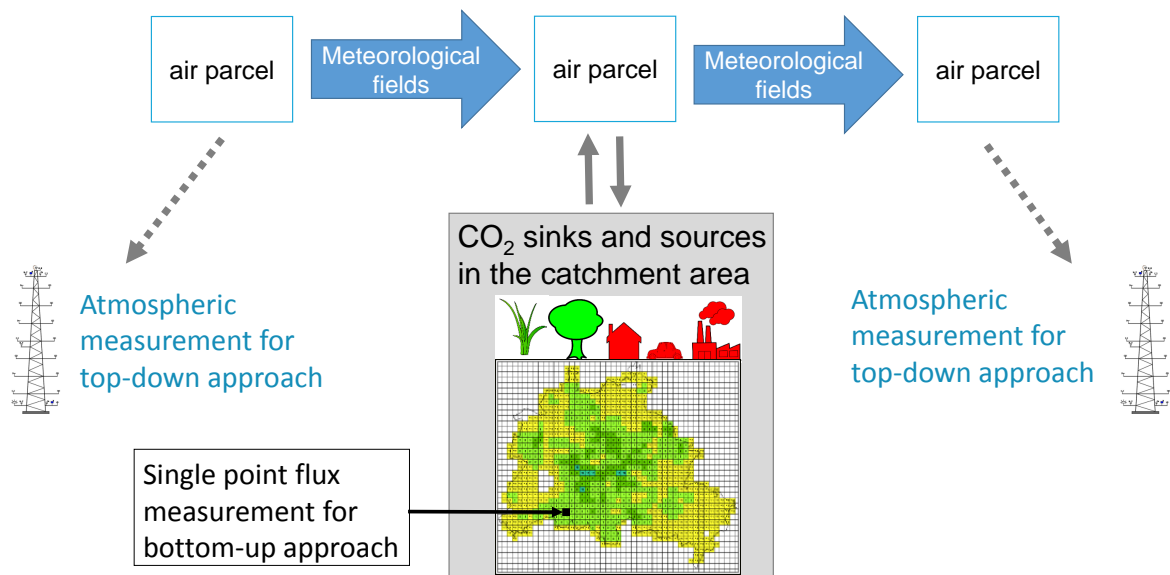 air parcel
Meteorological
fields
air parcel
Meteorological
fields
air parcel
CO₂ sinks and sources
in the catchment area
Atmospheric
measurement for
top-down approach
Atmospheric
measurement for
top-down approach
Single point flux
measurement for
bottom-up approach